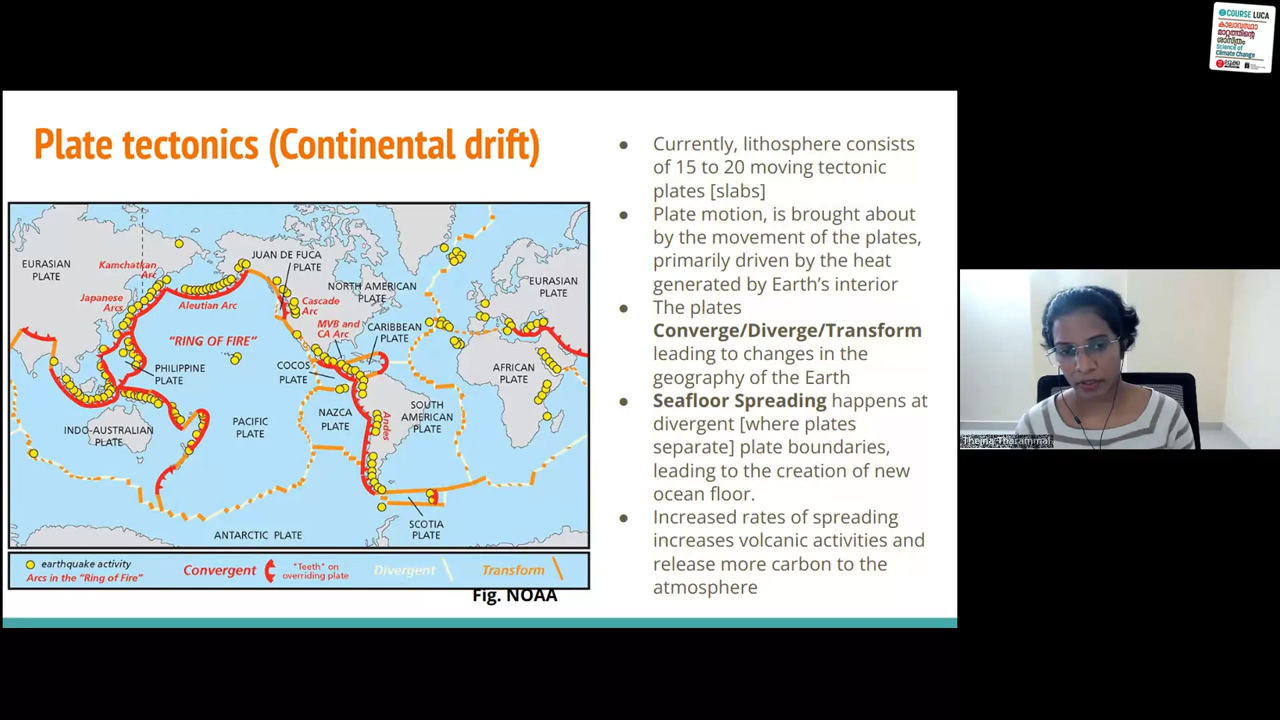 COURSE LUCA
കാലാവസ്ഥാ
മാറ്റത്തിന്റെ
ശാസ്ത്രം
Science of
Climate Change
Plate tectonics (Continental drift)
EURASIAN
PLATE
Kamchatkan
Arc
Japanese
Arcs
Aleutian Arc
JUAN DE FUCA
PLATE
NORTH AMERICAN
PLATE
Cascade
Arc
MVB and
CA Arc
CARIBBEAN
PLATE
EURASIAN
PLATE
"RING OF FIRE"
PHILIPPINE
PLATE
COCOS
PLATE
AFRICAN
PLATE
INDO-AUSTRALIAN
PLATE
PACIFIC
PLATE
NAZCA
PLATE
Andes
SOUTH
AMERICAN
PLATE
ANTARCTIC PLATE
SCOTIA
PLATE
earthquake activity
Arcs in the "Ring of Fire"
Convergent
"Teeth" on
overriding plate
Divergent
Transform
Fig. NOAA
● Currently, lithosphere consists
of 15 to 20 moving tectonic
plates [slabs]
● Plate motion, is brought about
by the movement of the plates,
primarily driven by the heat
generated by Earth's interior
● The plates
Converge/Diverge/Transform
leading to changes in the
geography of the Earth
● Seafloor Spreading happens at
divergent [where plates
separate] plate boundaries,
leading to the creation of new
ocean floor.
● Increased rates of spreading
increases volcanic activities and
release more carbon to the
atmosphere
Thejna Tharammal